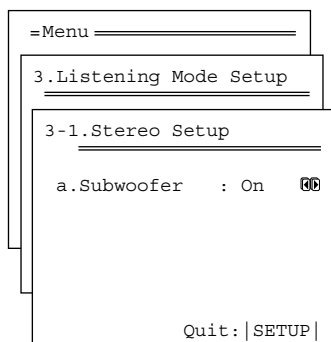 =Menu
3.Listening Mode Setup
3-1.Stereo Setup
a.Subwoofer : On
Quit:|SETUP|